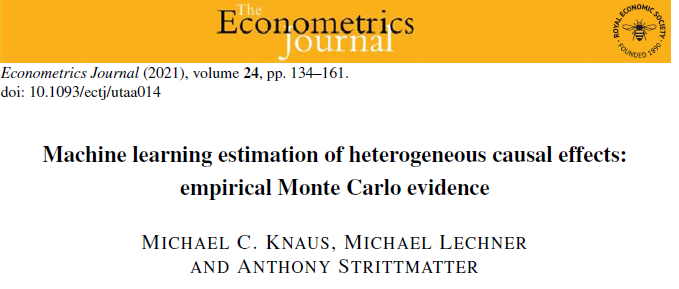 The
Econometrics
Journal
ROYAL ECONOMIC SOCIETY
· FOUNDED 1890 ·
Econometrics Journal (2021), volume 24, pp. 134–161.
doi: 10.1093/ectj/utaa014
Machine learning estimation of heterogeneous causal effects:
empirical Monte Carlo evidence
MICHAEL C. KNAUS, MICHAEL LECHNER
AND ANTHONY STRITTMATTER